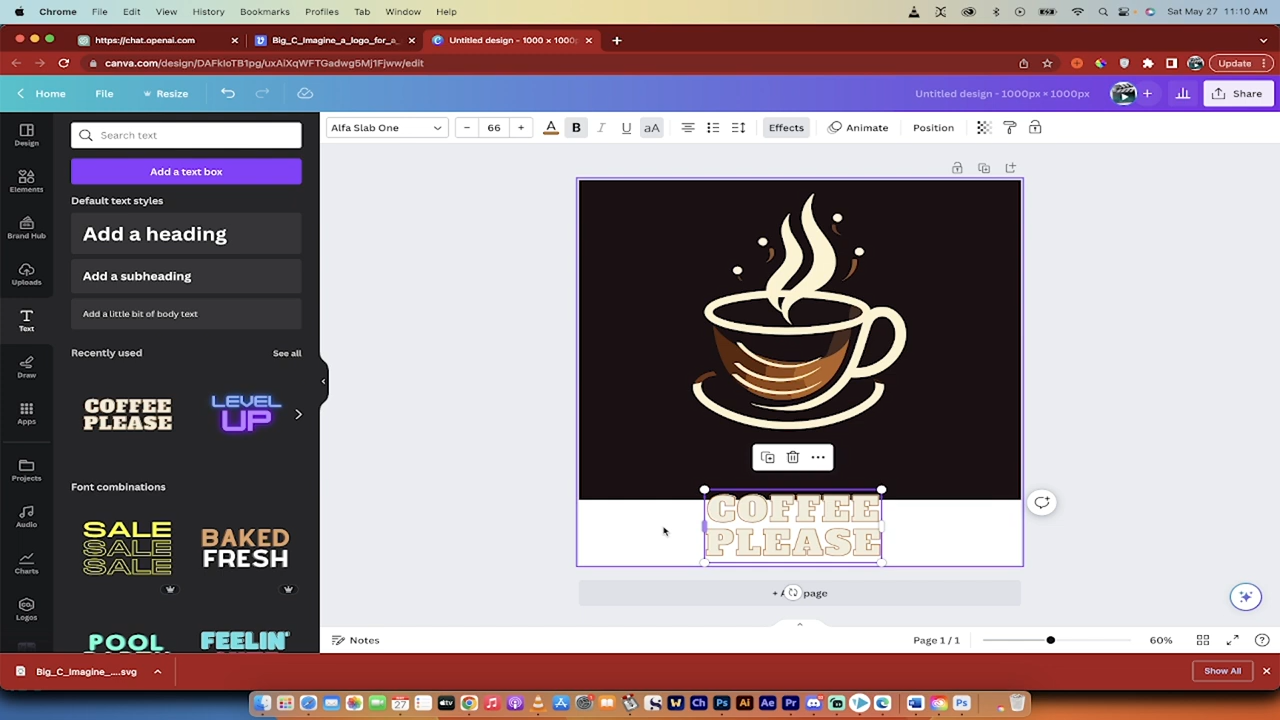 Chrome File Edit View History Bookmarks Profiles Tab Window Help Sat May 27 11:10 AM
https://chat.openai.com Big_C_Imagine_a_logo_for_a_ Untitled design - 1000 × 1000p
canva.com/design/DAFkIoTB1pg/uxAiXqWFTGadwg5Mj1Fjww/edit Update
Home File Resize Untitled design - 1000px × 1000px Share
Design
Elements
Brand Hub
Uploads
Text
Draw
Apps
Projects
Audio
Charts
Logos
Search text
Add a text box
Default text styles
Add a heading
Add a subheading
Add a little bit of body text
Recently used See all
COFFEE
PLEASE
LEVEL
UP
Font combinations
SALE
SALE
SALE
BAKED
FRESH
POOL
FEELIN'
Alfa Slab One 66 A B I U aA Effects Animate Position
COFFEE
PLEASE
Notes Page 1 / 1 60%
Big_C_Imagine_....svg Show All